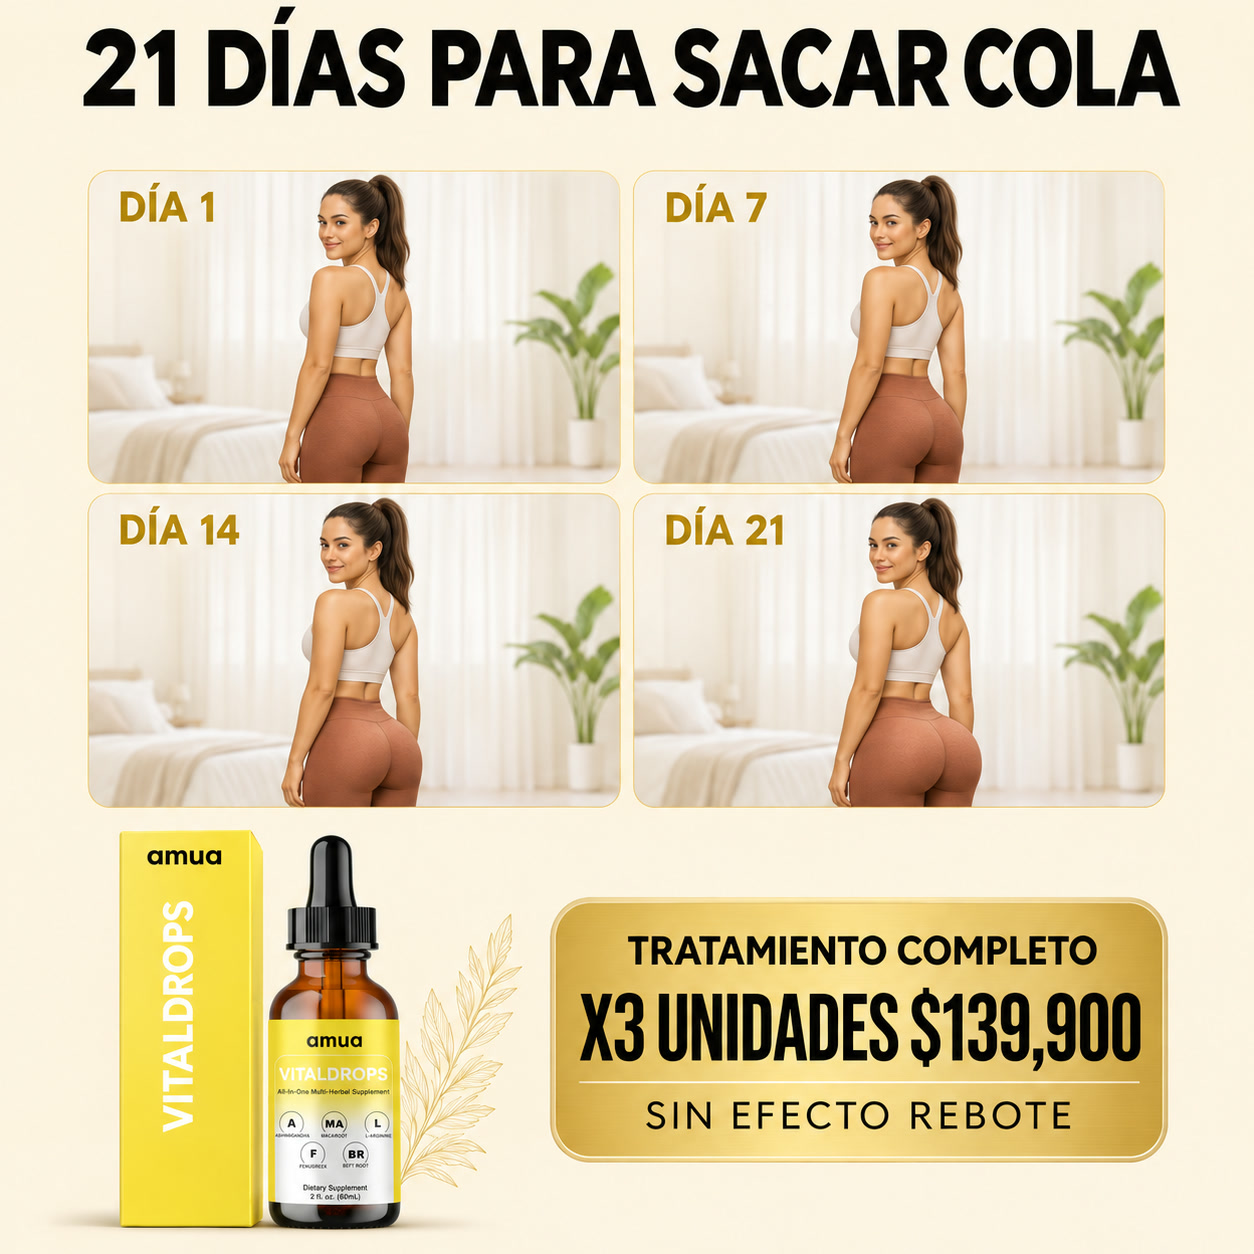 21 DÍAS PARA SACAR COLA
DÍA 1
DÍA 7
DÍA 14
DÍA 21
amua
VITALDROPS
amua
VITALDROPS
All-In-One Multi-Herbal Supplement
A
MA
L
ASHWAGANDHA
MACAROOT
L-ARGININE
F
BR
FENUGREEK
BEET ROOT
Dietary Supplement
2 fl. oz. (60mL)
TRATAMIENTO COMPLETO
X3 UNIDADES $139,900
SIN EFECTO REBOTE